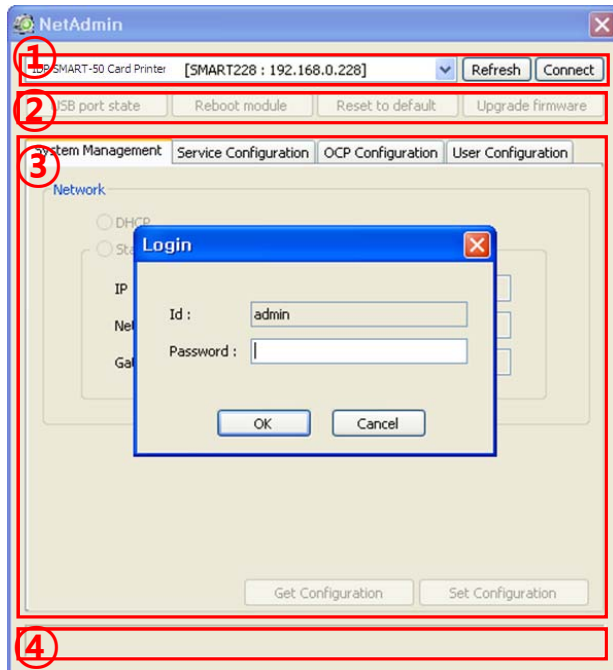 NetAdmin
①
IDP SMART-50 Card Printer [SMART228 : 192.168.0.228] Refresh Connect
②
USB port state Reboot module Reset to default Upgrade firmware
System Management Service Configuration OCP Configuration User Configuration
③
Network
DHCP
Login
IP
Id : admin
Password :
OK Cancel
Get Configuration Set Configuration
④